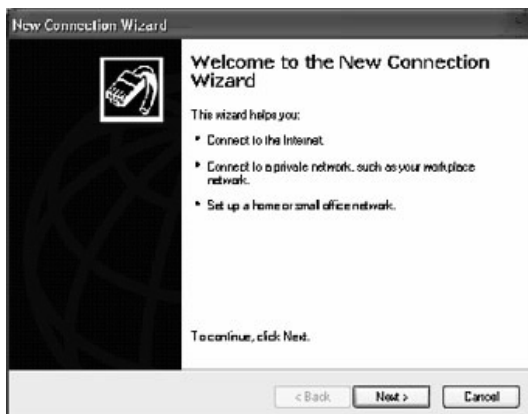 New Connection Wizard
Welcome to the New Connection
Wizard
This wizard helps you:
• Connect to the Internet.
• Connect to a private network, such as your workplace
network.
• Set up a home or small office network.
To continue, click Next.
< Back
Next >
Cancel